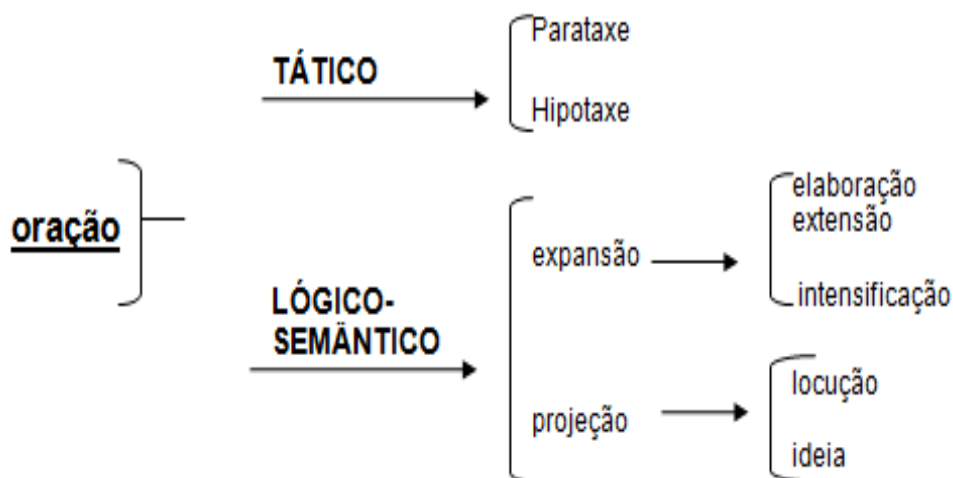 TÁTICO
Parataxe
Hipotaxe
oração
LÓGICO-
SEMÂNTICO
expansão
elaboração
extensão
intensificação
projeção
locução
ideia